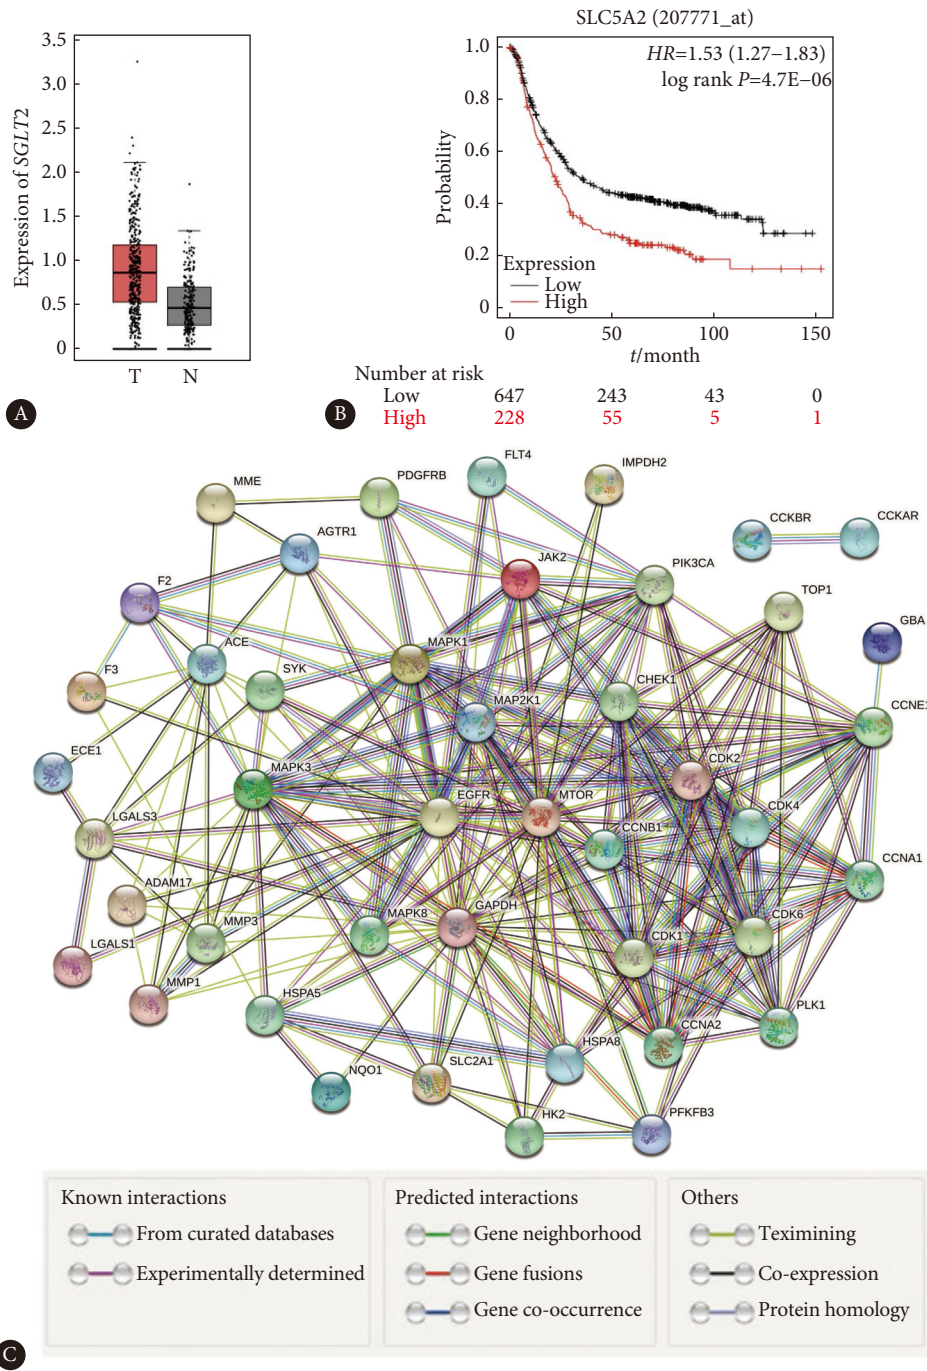 3.5
3.0
2.5
2.0
1.5
1.0
0.5
0
Expression of SGLT2
T
N
A
SLC5A2 (207771_at)
HR=1.53 (1.27−1.83)
log rank P=4.7E−06
1.0
0.8
0.6
0.4
0.2
0
Probability
Expression
Low
High
0
50
100
150
t/month
Number at risk
Low 647 243 43 0
High 228 55 5 1
B
FLT4
IMPDH2
PDGFRB
MME
CCKBR
CCKAR
AGTR1
JAK2
PIK3CA
F2
TOP1
GBA
ACE
MAPK1
F3
SYK
CHEK1
MAP2K1
CCNE1
ECE1
MAPK3
CDK2
EGFR
MTOR
CDK4
LGALS3
CCNB1
CCNA1
ADAM17
MMP3
MAPK8
GAPDH
CDK6
LGALS1
CDK1
MMP1
HSPA5
PLK1
CCNA2
HSPA8
NQO1
SLC2A1
HK2
PFKFB3
Known interactions
From curated databases
Experimentally determined
Predicted interactions
Gene neighborhood
Gene fusions
Gene co-occurrence
Others
Teximining
Co-expression
Protein homology
C